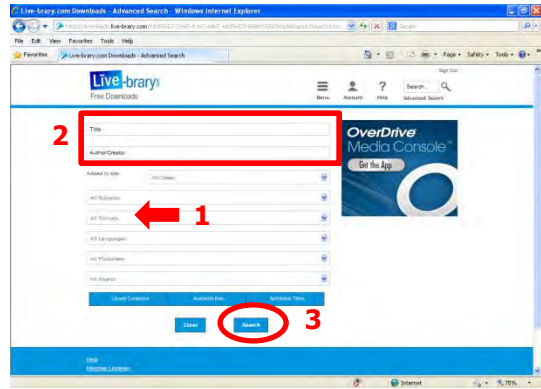 Live-brary.com Downloads - Advanced Search - Windows Internet Explorer
File Edit View Favorites Tools Help
Favorites Live-brary.com Downloads - Advanced Search
Page Safety Tools
Sign Out
Live-brary
Free Downloads
Menu Account Help Advanced Search
Search...
2
Title
Author/Creator
OverDrive
Media Console
Get the App
Added to site
All Dates
All Subjects
All Formats
1
All Languages
All Publishers
All Awards
Library Collection Available Now Additional Titles
Clear Search
3
Help
Member Libraries
Internet 75%